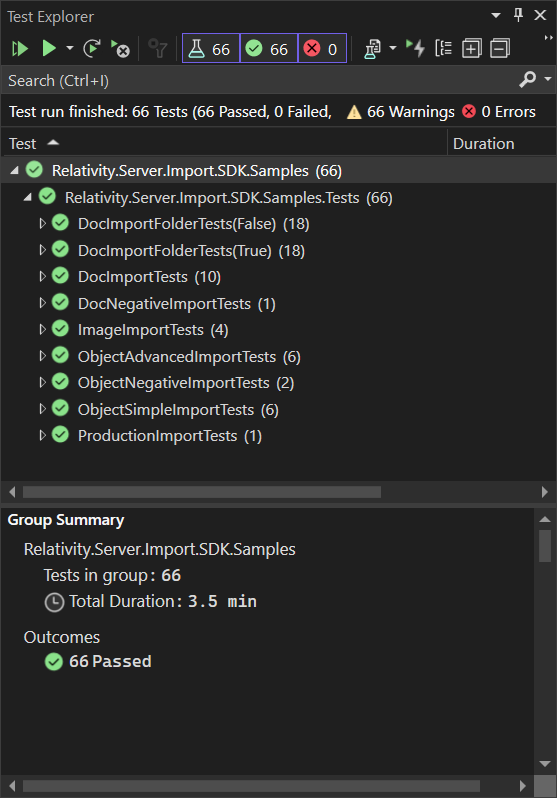 Test Explorer
66 66 0
Search (Ctrl+I)
Test run finished: 66 Tests (66 Passed, 0 Failed, 66 Warnings 0 Errors
Test Duration
Relativity.Server.Import.SDK.Samples (66)
Relativity.Server.Import.SDK.Samples.Tests (66)
DocImportFolderTests(False) (18)
DocImportFolderTests(True) (18)
DocImportTests (10)
DocNegativeImportTests (1)
ImageImportTests (4)
ObjectAdvancedImportTests (6)
ObjectNegativeImportTests (2)
ObjectSimpleImportTests (6)
ProductionImportTests (1)
Group Summary
Relativity.Server.Import.SDK.Samples
Tests in group: 66
Total Duration: 3.5 min
Outcomes
66 Passed